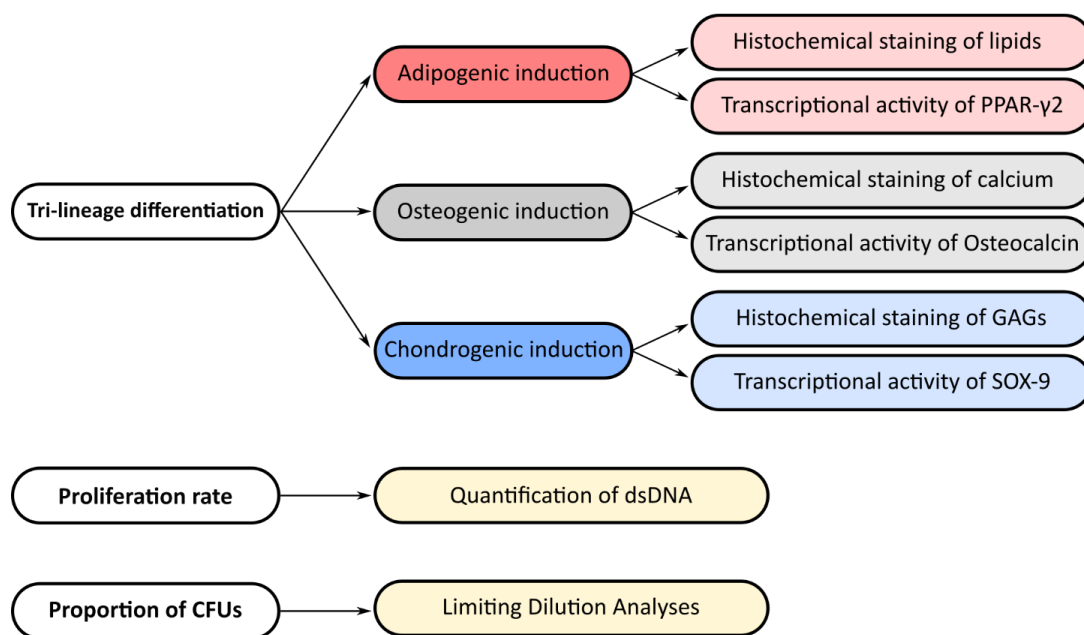 Histochemical staining of lipids
Adipogenic induction
Transcriptional activity of PPAR-γ2
Histochemical staining of calcium
Tri-lineage differentiation
Osteogenic induction
Transcriptional activity of Osteocalcin
Histochemical staining of GAGs
Chondrogenic induction
Transcriptional activity of SOX-9
Proliferation rate
Quantification of dsDNA
Proportion of CFUs
Limiting Dilution Analyses